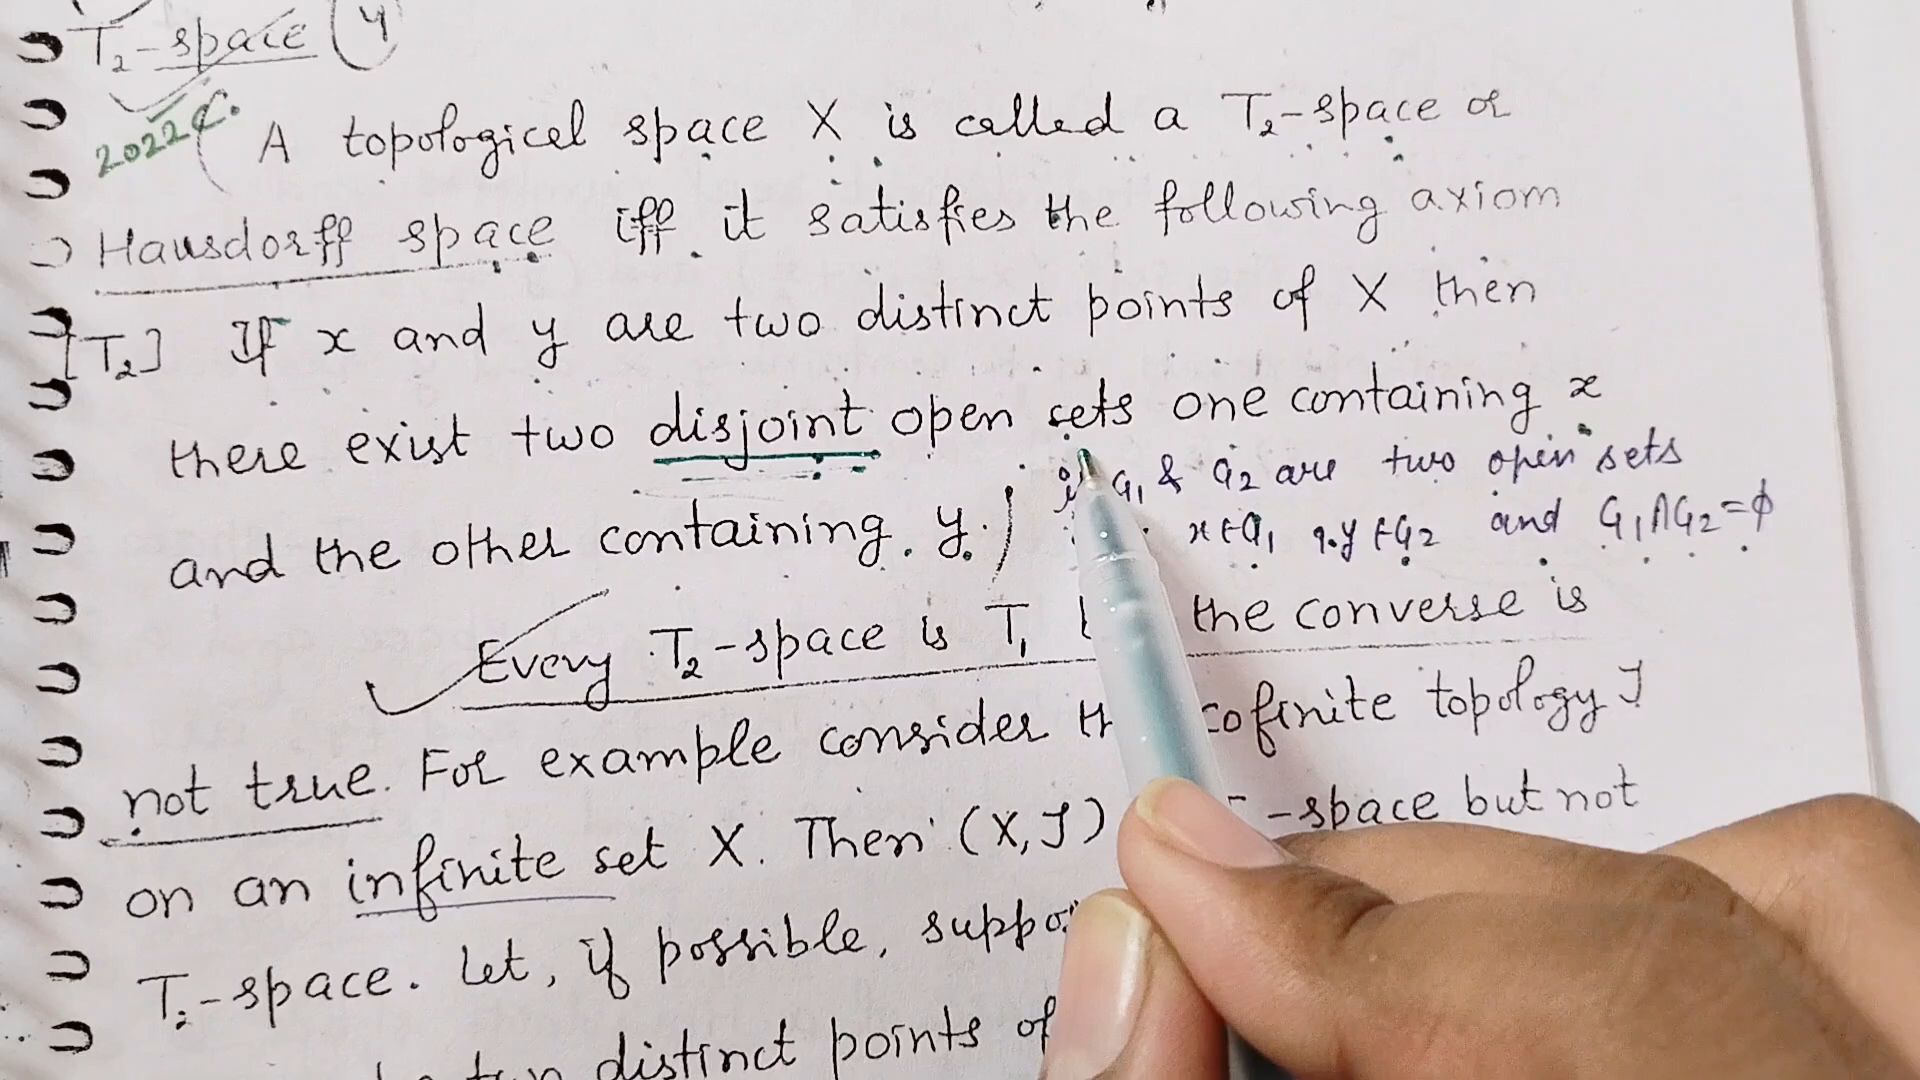 T₂-space (4)
2022
A topological space X is called a T₂-space or
Hausdorff space iff it satisfies the following axiom
[T₂] If x and y are two distinct points of X then
there exist two disjoint open sets one containing x
G₁ & G₂ are two open sets
and the other containing y.
x∈G₁ y∈G₂ and G₁∩G₂=ϕ
Every T₂-space is T₁ the converse is
not true. For example consider cofinite topology J
on an infinite set X. Then (X, J) -space but not
T₂-space. Let, if possible,
two distinct points of